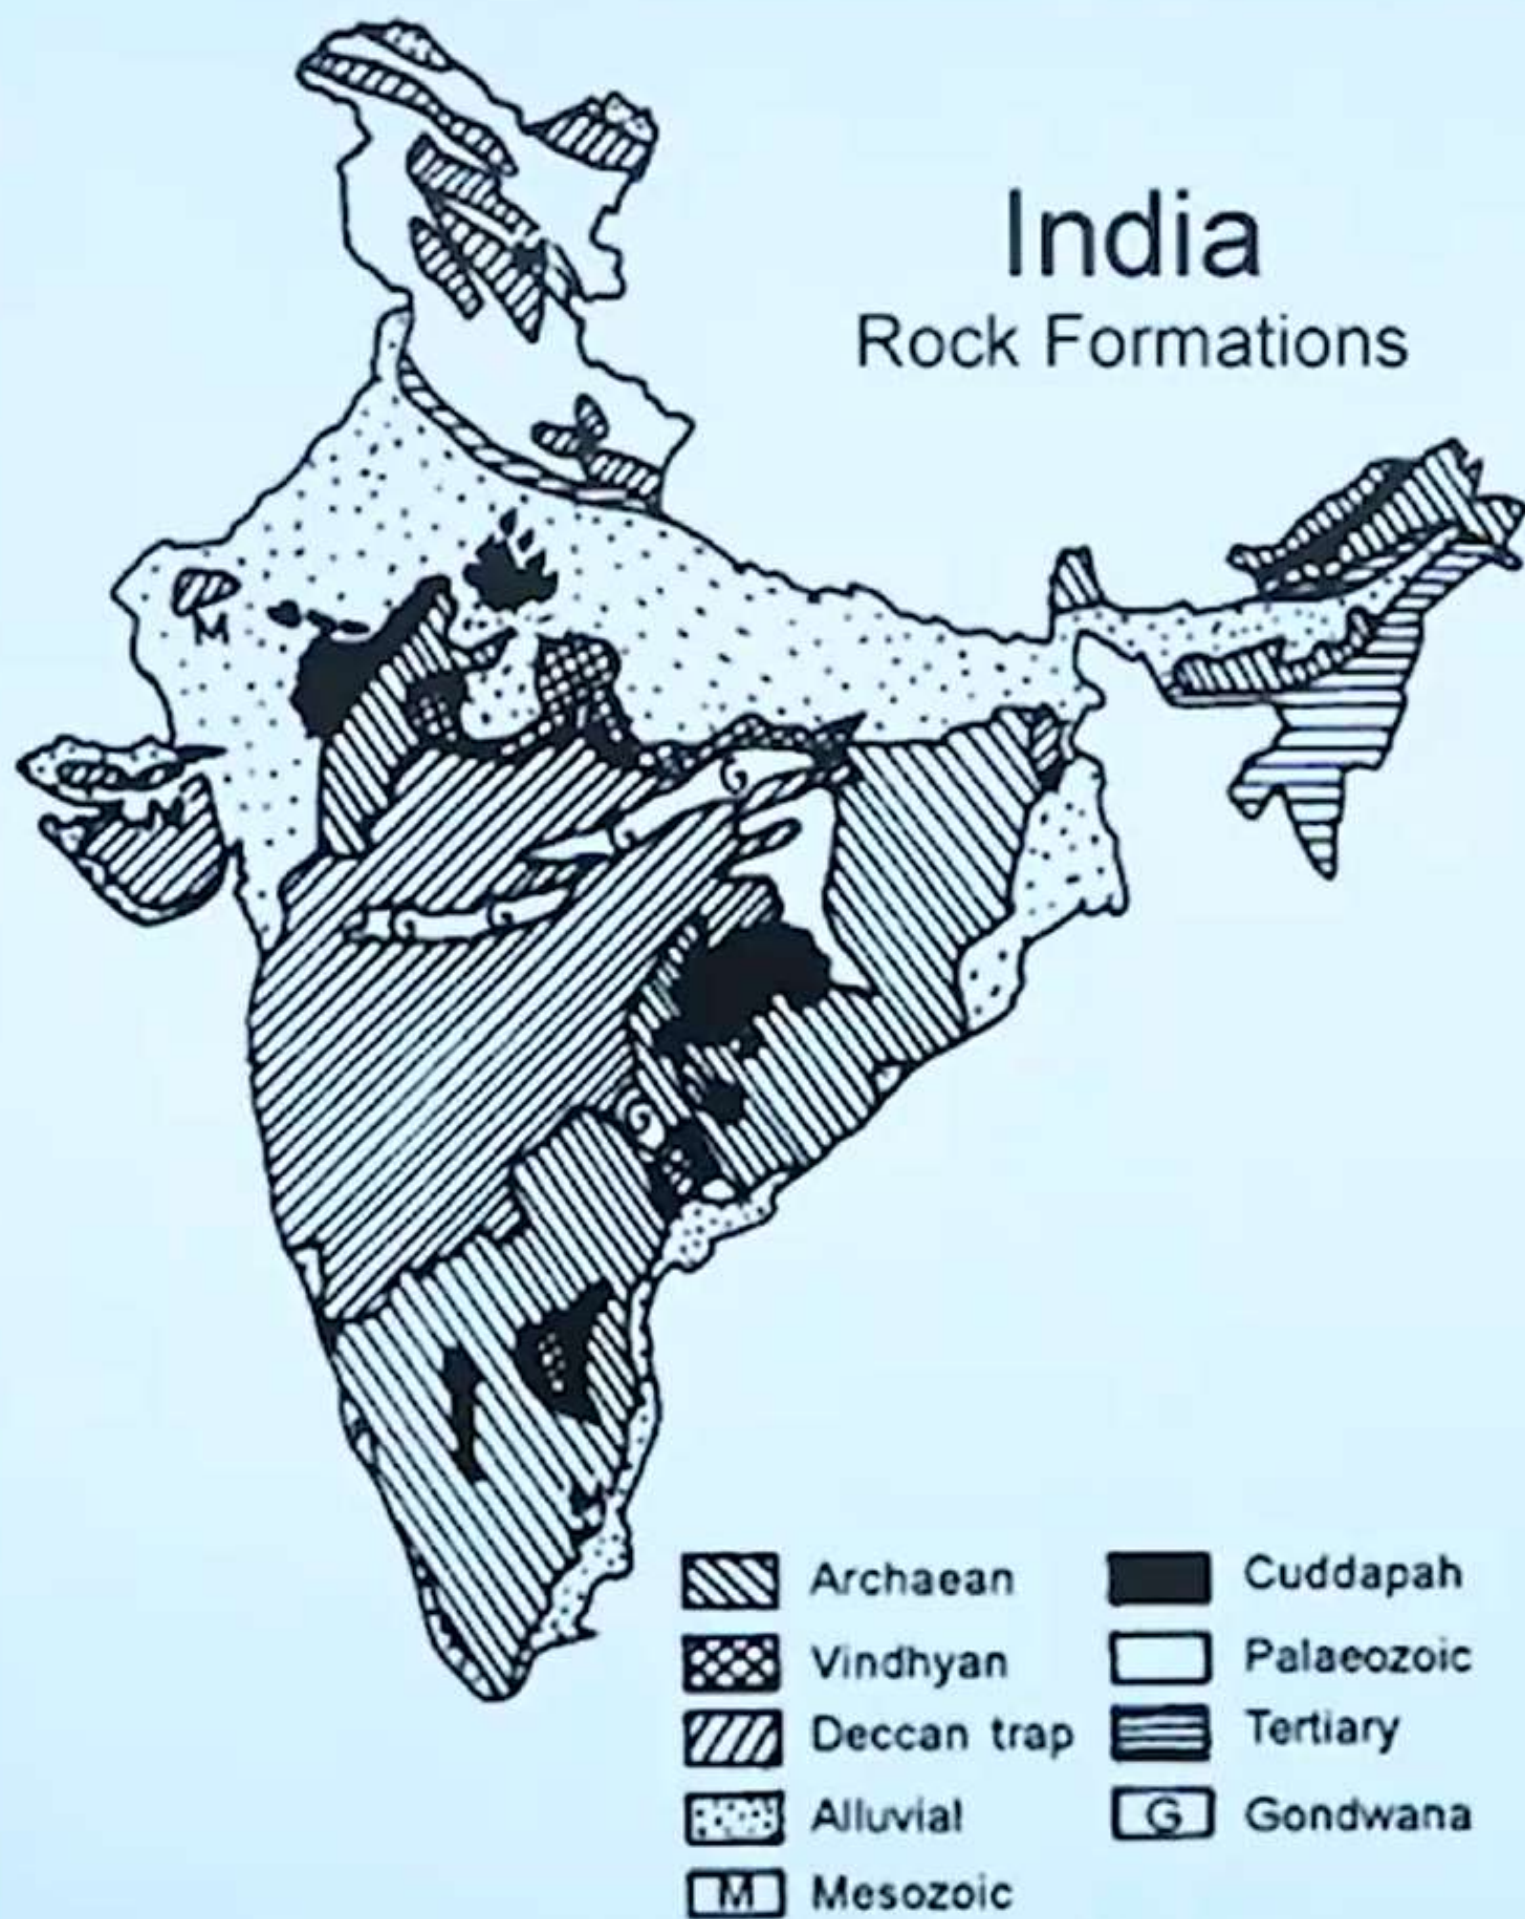 India
Rock Formations
M
G
G
G
G
G
Archaean
Cuddapah
Vindhyan
Palaeozoic
Deccan trap
Tertiary
Alluvial
G Gondwana
M Mesozoic